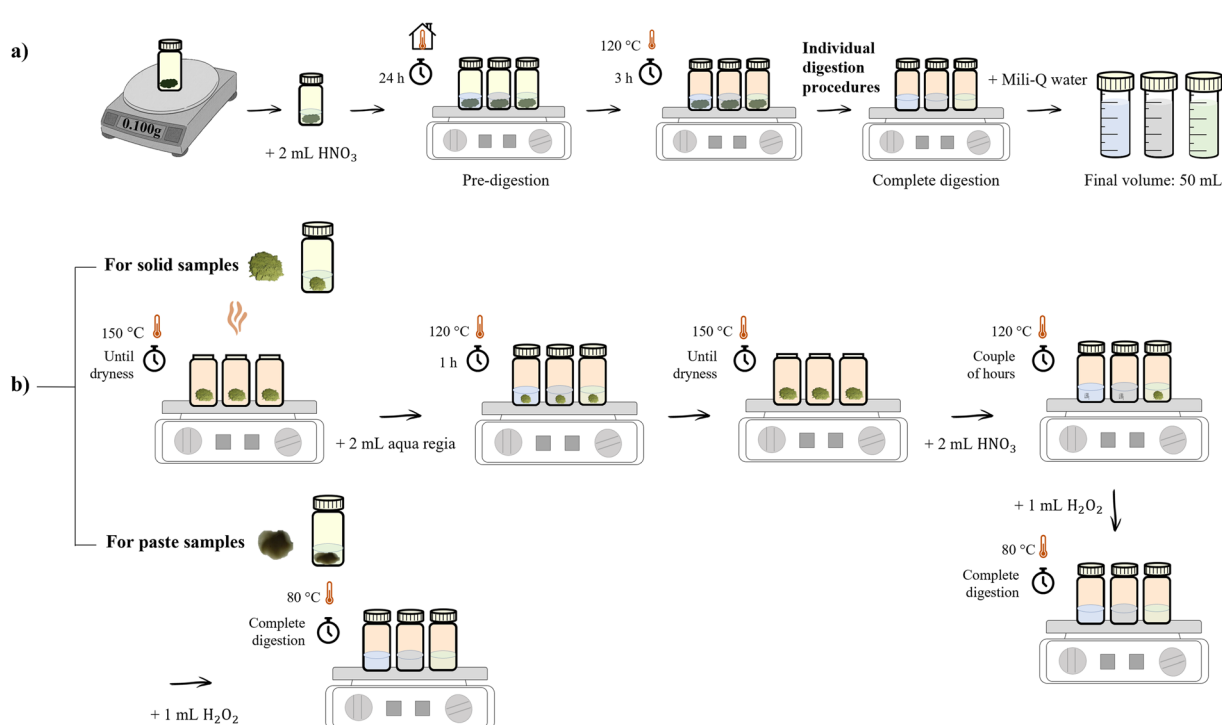 a)
0.100g
+ 2 mL HNO₃
24 h
Pre-digestion
120 °C
3 h
Individual
digestion
procedures
Complete digestion
+ Mili-Q water
Final volume: 50 mL
b)
For solid samples
150 °C
Until
dryness
+ 2 mL aqua regia
120 °C
1 h
150 °C
Until
dryness
+ 2 mL HNO₃
120 °C
Couple
of hours
+ 1 mL H₂O₂
80 °C
Complete
digestion
For paste samples
+ 1 mL H₂O₂
80 °C
Complete
digestion